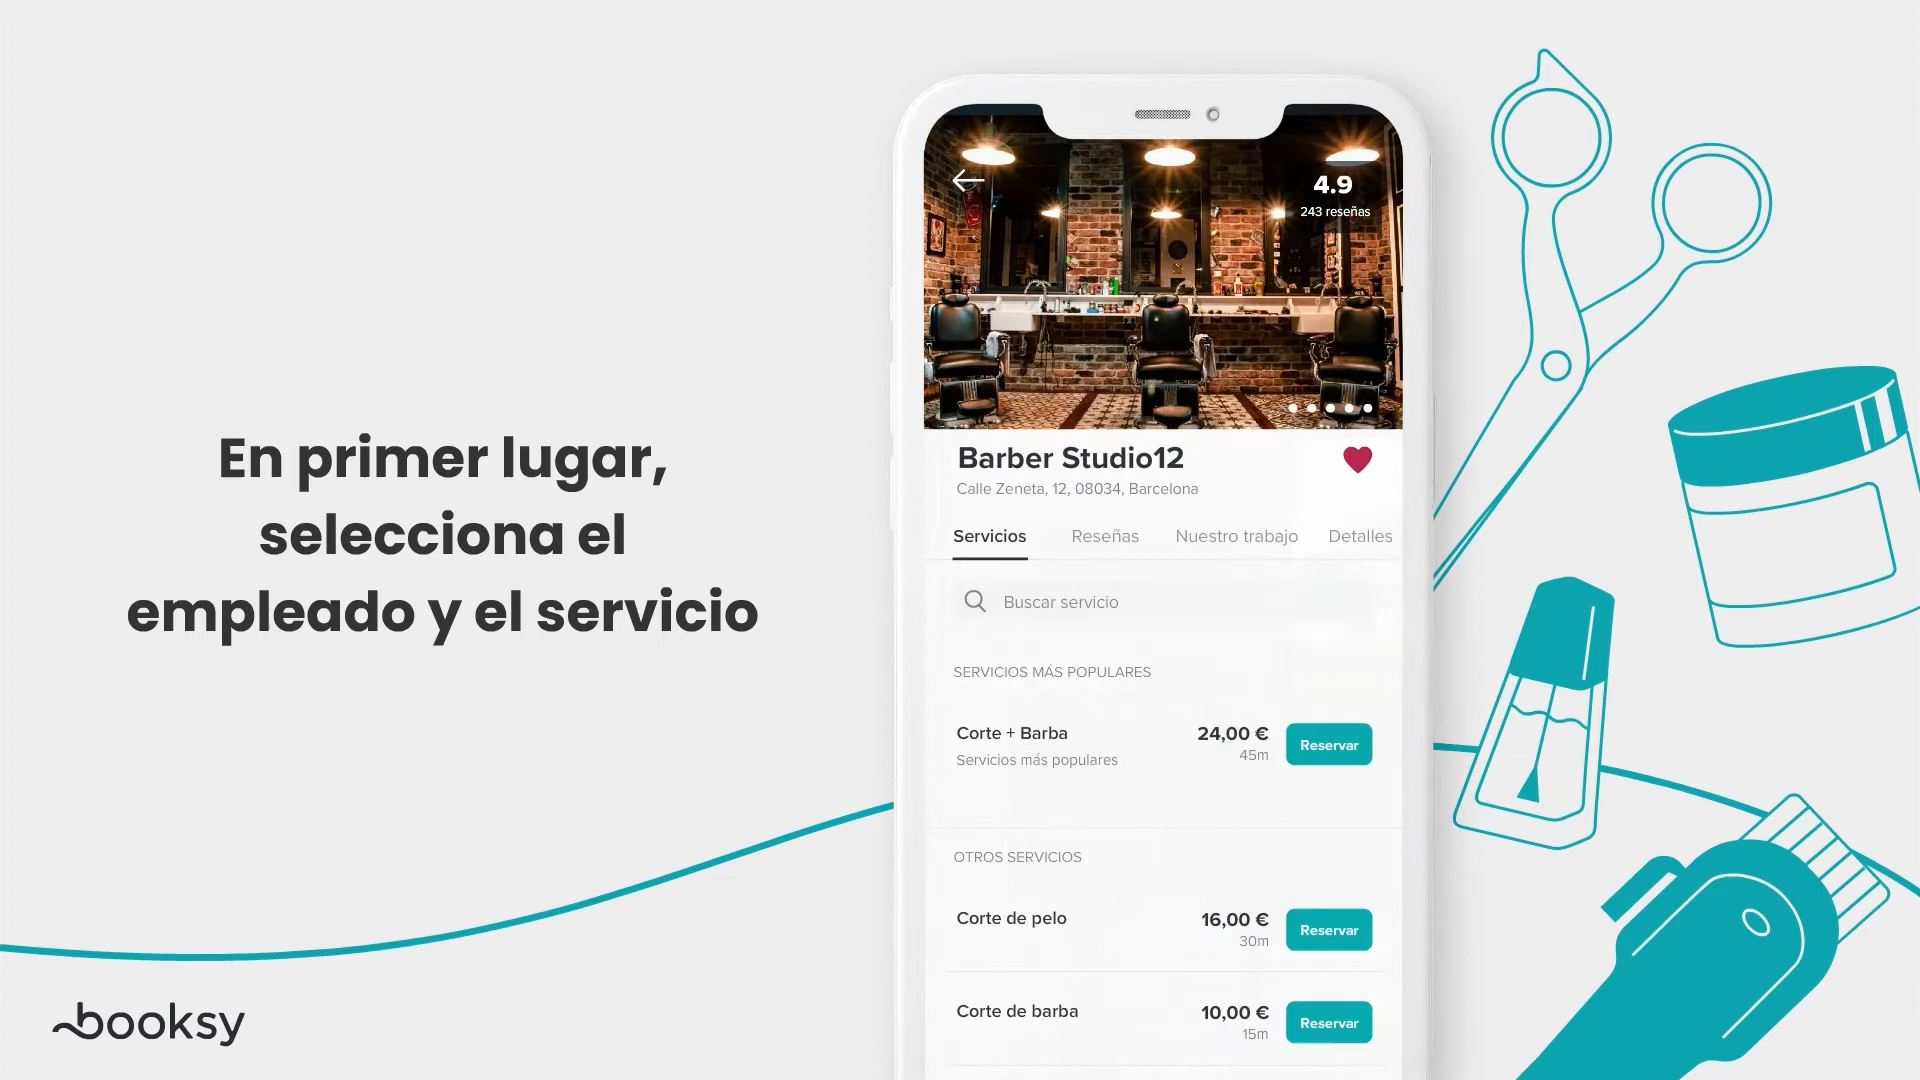 En primer lugar,
selecciona el
empleado y el servicio
booksy
4.9
243 reseñas
Barber Studio12
Calle Zeneta, 12, 08034, Barcelona
Servicios Reseñas Nuestro trabajo Detalles
Buscar servicio
SERVICIOS MÁS POPULARES
Corte + Barba 24,00 € Reservar
Servicios más populares 45m
OTROS SERVICIOS
Corte de pelo 16,00 € Reservar
30m
Corte de barba 10,00 € Reservar
15m